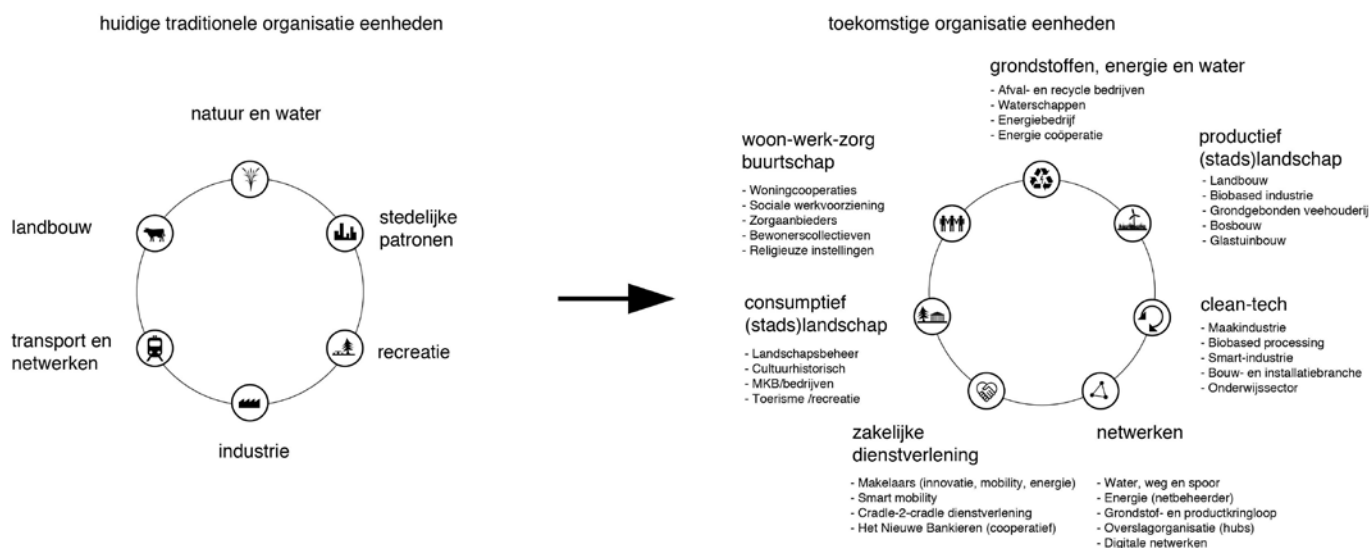 huidige traditionele organisatie eenheden
natuur en water
landbouw
stedelijke
patronen
transport en
netwerken
recreatie
industrie
toekomstige organisatie eenheden
grondstoffen, energie en water
- Afval- en recycle bedrijven
- Waterschappen
- Energiebedrijf
- Energie coöperatie
woon-werk-zorg
buurtschap
- Woningcooperaties
- Sociale werkvoorziening
- Zorgaanbieders
- Bewonerscollectieven
- Religieuze instellingen
productief
(stads)landschap
- Landbouw
- Biobased industrie
- Grondgebonden veehouderij
- Bosbouw
- Glastuinbouw
consumptief
(stads)landschap
- Landschapsbeheer
- Cultuurhistorisch
- MKB/bedrijven
- Toerisme /recreatie
clean-tech
- Maakindustrie
- Biobased processing
- Smart-industrie
- Bouw- en installatiebranche
- Onderwijssector
zakelijke
dienstverlening
- Makelaars (innovatie, mobility, energie)
- Smart mobility
- Cradle-2-cradle dienstverlening
- Het Nieuwe Bankieren (cooperatief)
netwerken
- Water, weg en spoor
- Energie (netbeheerder)
- Grondstof- en productkringloop
- Overslagorganisatie (hubs)
- Digitale netwerken